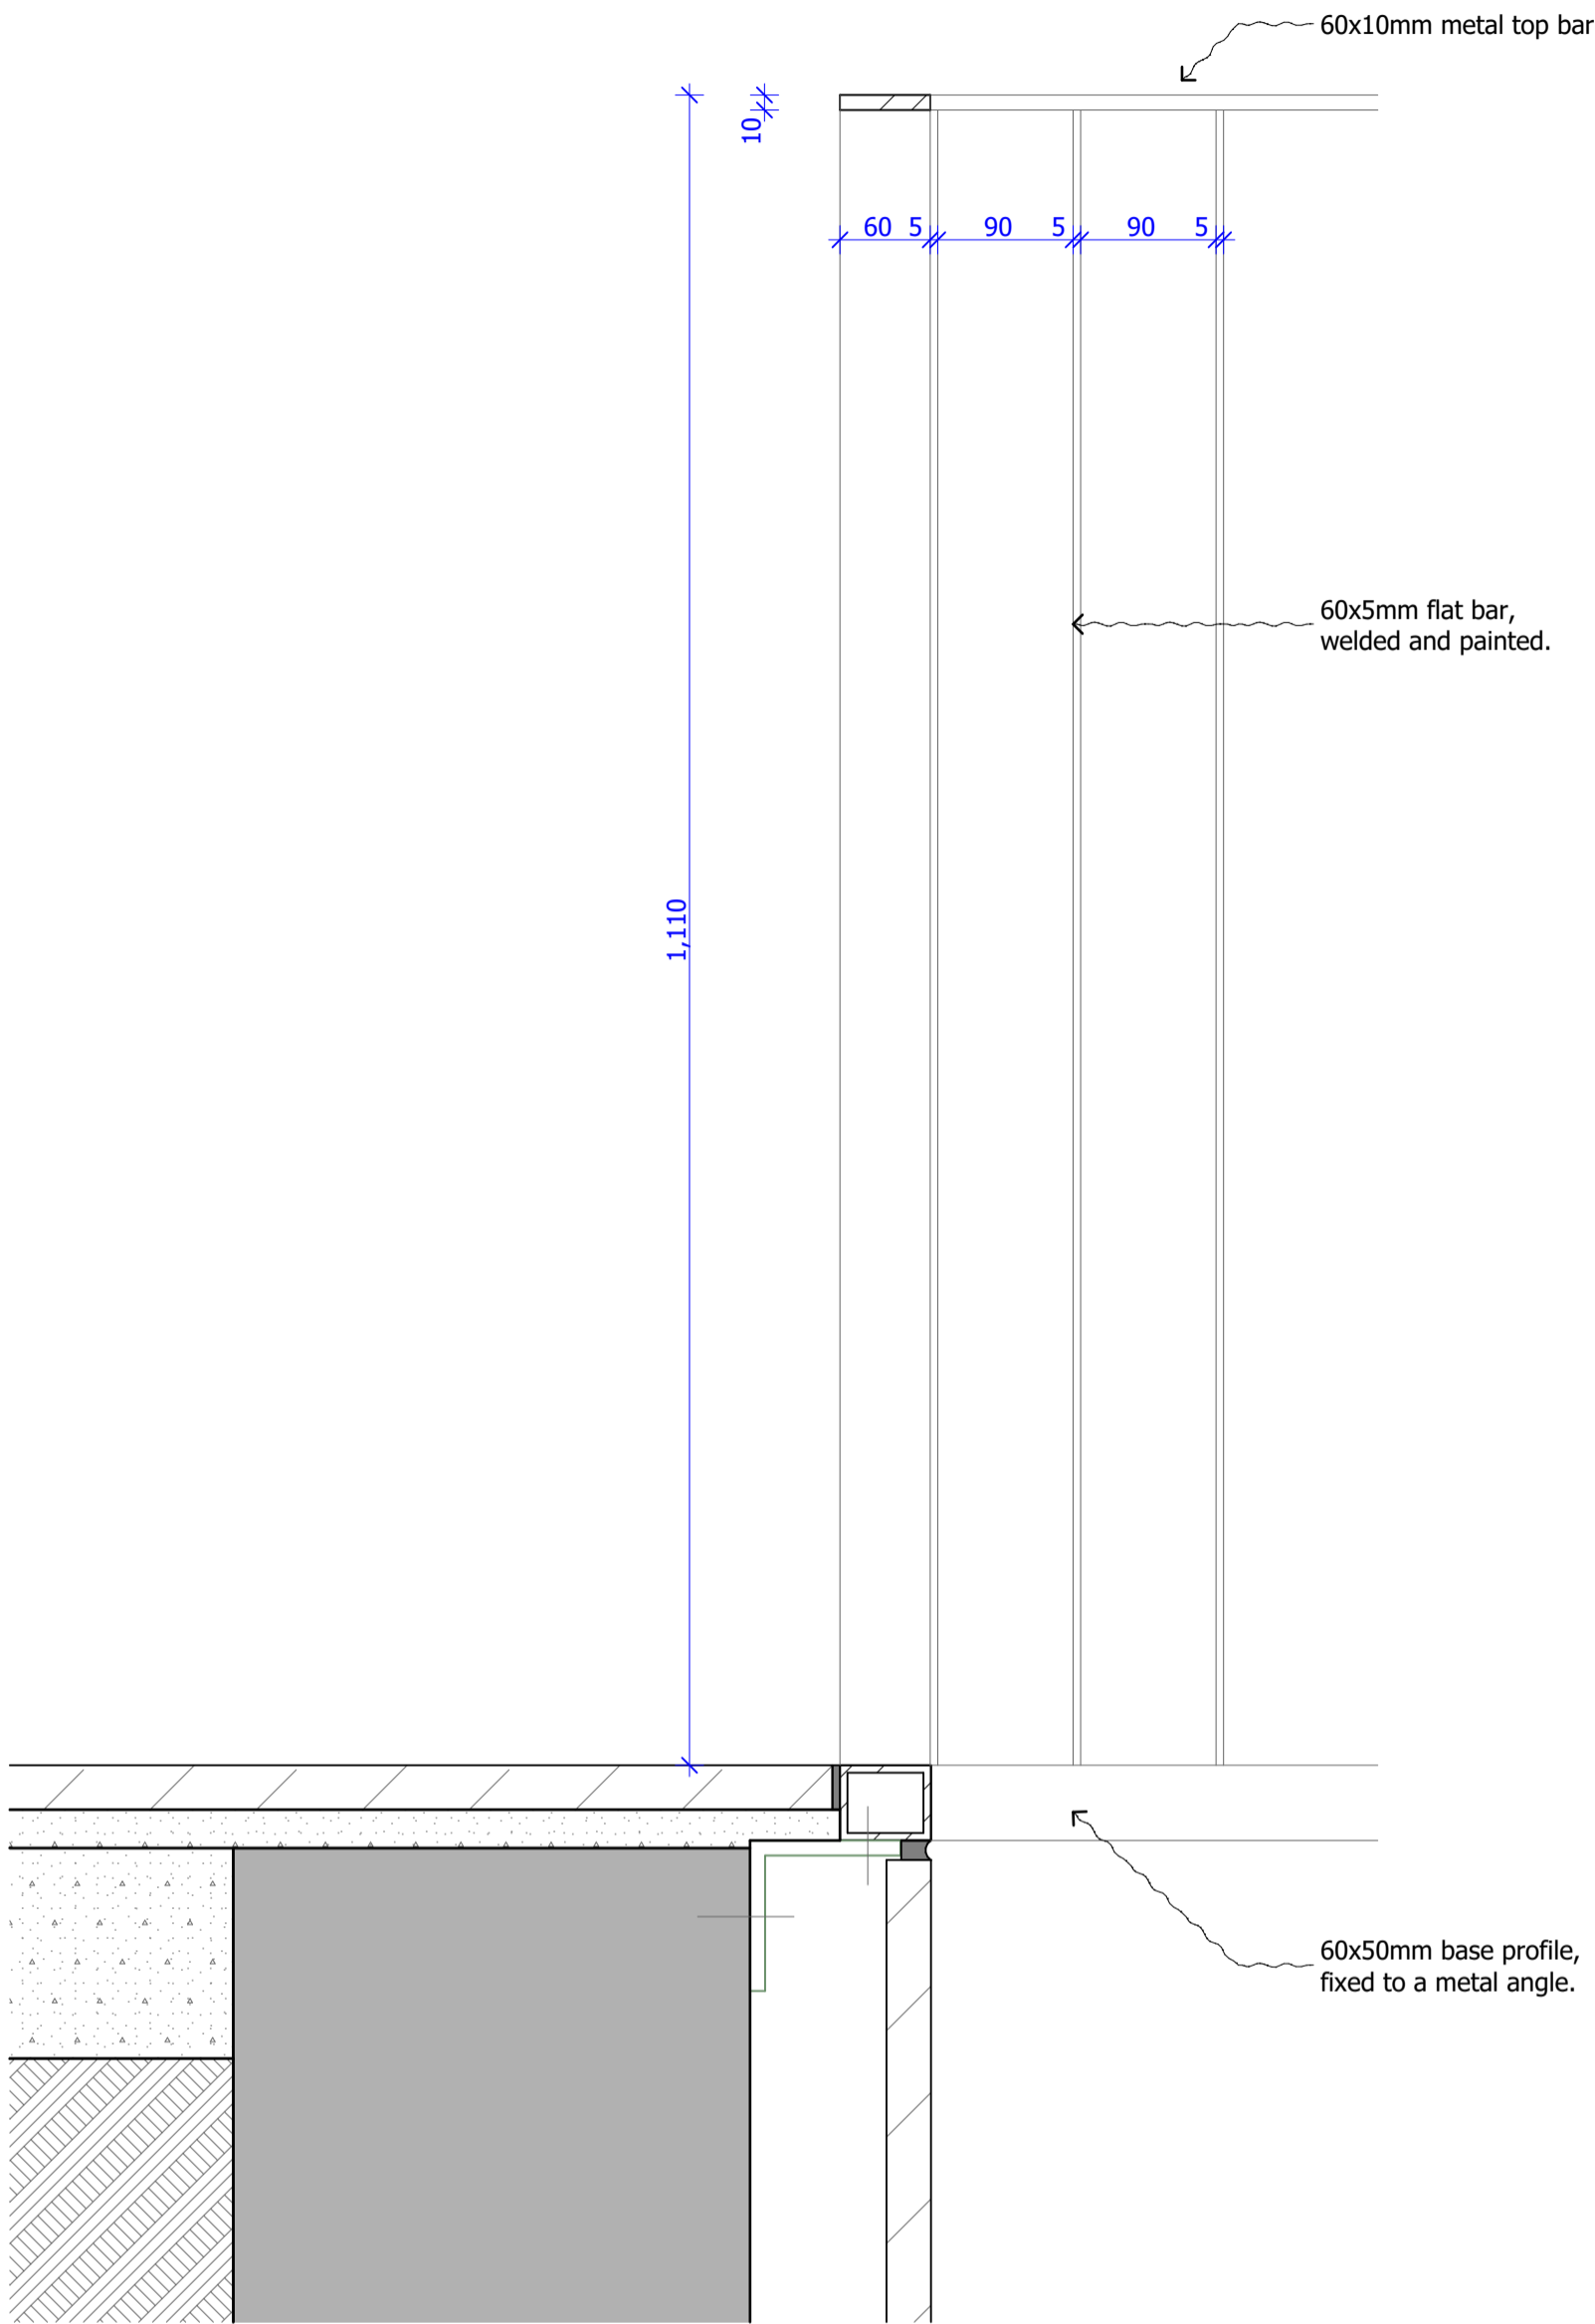 60x10mm metal top bar
10
60 5 90 5 90 5
60x5mm flat bar,
welded and painted.
1,110
60x50mm base profile,
fixed to a metal angle.